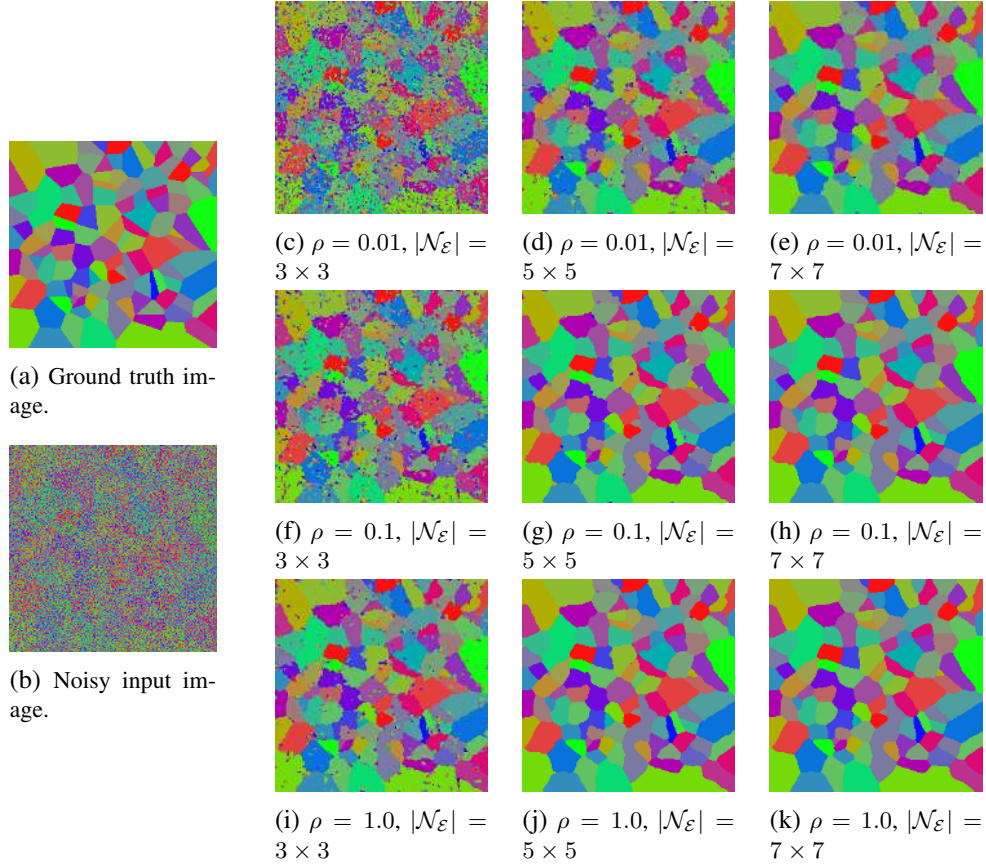 (a) Ground truth im-
age.
(b) Noisy input im-
age.
(c) ρ = 0.01, |𝒩_ℰ| =
3 × 3
(d) ρ = 0.01, |𝒩_ℰ| =
5 × 5
(e) ρ = 0.01, |𝒩_ℰ| =
7 × 7
(f) ρ = 0.1, |𝒩_ℰ| =
3 × 3
(g) ρ = 0.1, |𝒩_ℰ| =
5 × 5
(h) ρ = 0.1, |𝒩_ℰ| =
7 × 7
(i) ρ = 1.0, |𝒩_ℰ| =
3 × 3
(j) ρ = 1.0, |𝒩_ℰ| =
5 × 5
(k) ρ = 1.0, |𝒩_ℰ| =
7 × 7